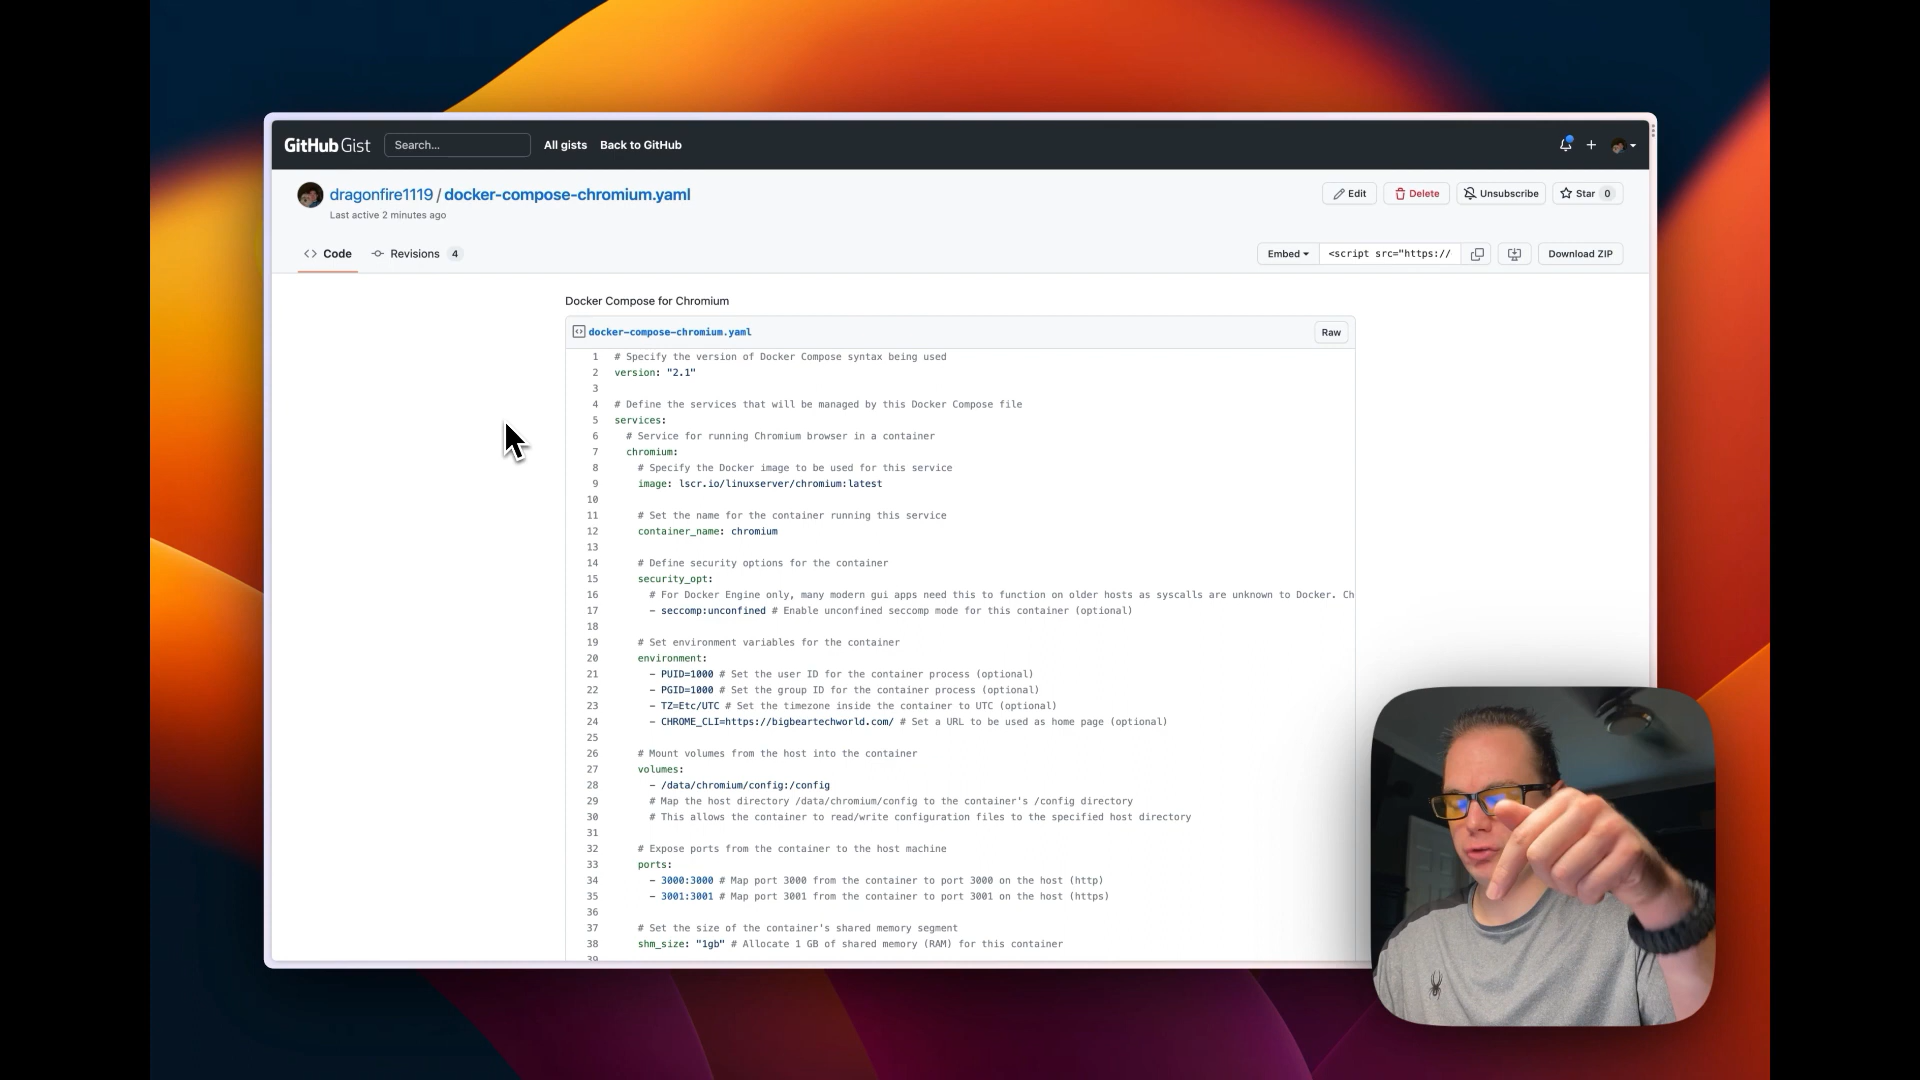 GitHub Gist
Search...
All gists
Back to GitHub
dragonfire1119 / docker-compose-chromium.yaml
Last active 2 minutes ago
Edit
Delete
Unsubscribe
Star 0
Code
Revisions 4
Embed
<script src="https://
Download ZIP
Docker Compose for Chromium
docker-compose-chromium.yaml
Raw
1 # Specify the version of Docker Compose syntax being used
2 version: "2.1"
3
4 # Define the services that will be managed by this Docker Compose file
5 services:
6 # Service for running Chromium browser in a container
7 chromium:
8 # Specify the Docker image to be used for this service
9 image: lscr.io/linuxserver/chromium:latest
10
11 # Set the name for the container running this service
12 container_name: chromium
13
14 # Define security options for the container
15 security_opt:
16 # For Docker Engine only, many modern gui apps need this to function on older hosts as syscalls are unknown to Docker. Ch
17 - seccomp:unconfined # Enable unconfined seccomp mode for this container (optional)
18
19 # Set environment variables for the container
20 environment:
21 - PUID=1000 # Set the user ID for the container process (optional)
22 - PGID=1000 # Set the group ID for the container process (optional)
23 - TZ=Etc/UTC # Set the timezone inside the container to UTC (optional)
24 - CHROME_CLI=https://bigbeartechworld.com/ # Set a URL to be used as home page (optional)
25
26 # Mount volumes from the host into the container
27 volumes:
28 - /data/chromium/config:/config
29 # Map the host directory /data/chromium/config to the container's /config directory
30 # This allows the container to read/write configuration files to the specified host directory
31
32 # Expose ports from the container to the host machine
33 ports:
34 - 3000:3000 # Map port 3000 from the container to port 3000 on the host (http)
35 - 3001:3001 # Map port 3001 from the container to port 3001 on the host (https)
36
37 # Set the size of the container's shared memory segment
38 shm_size: "1gb" # Allocate 1 GB of shared memory (RAM) for this container
39